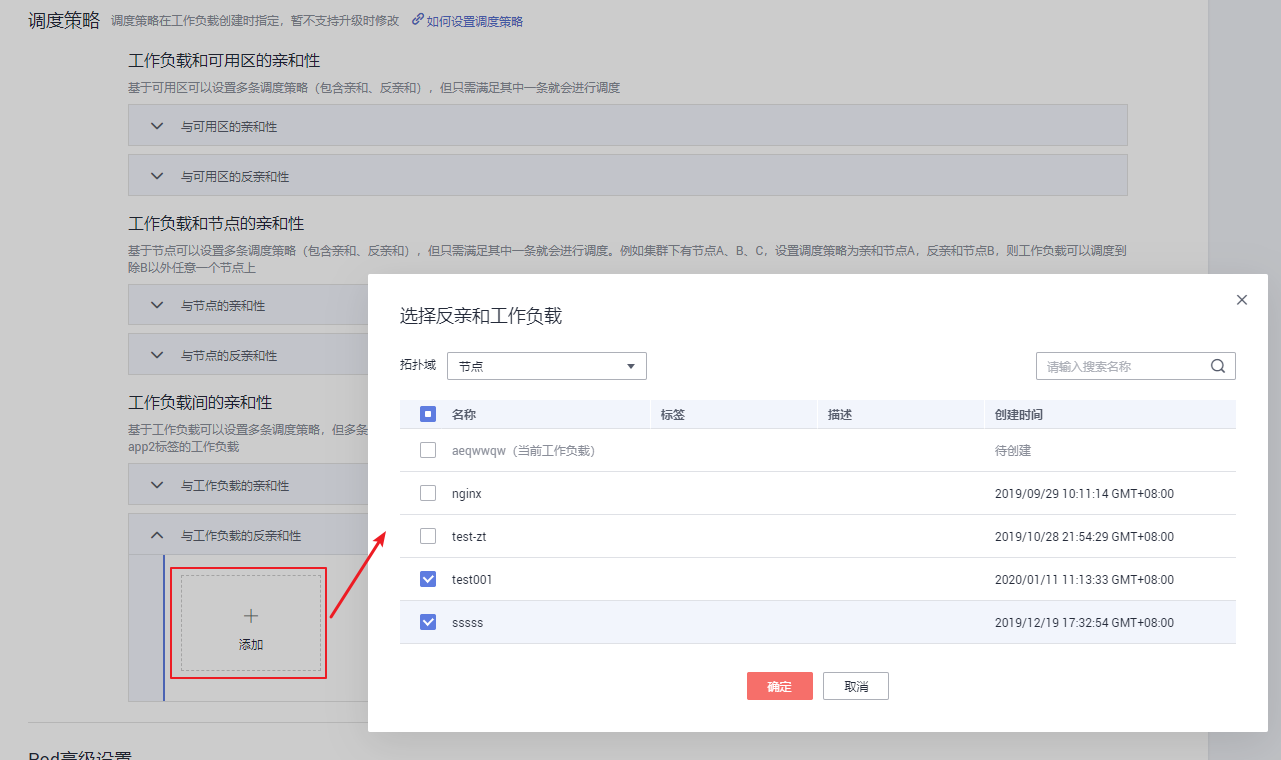 调度策略 调度策略在工作负载创建时指定，暂不支持升级时修改 如何设置调度策略
工作负载和可用区的亲和性
基于可用区可以设置多条调度策略（包含亲和、反亲和），但只需满足其中一条就会进行调度
与可用区的亲和性
与可用区的反亲和性
工作负载和节点的亲和性
基于节点可以设置多条调度策略（包含亲和、反亲和），但只需满足其中一条就会进行调度。例如集群下有节点A、B、C，设置调度策略为亲和节点A，反亲和节点B，则工作负载可以调度到
除B以外任意一个节点上
与节点的亲和性
与节点的反亲和性
工作负载间的亲和性
基于工作负载可以设置多条调度策略，但多条
app2标签的工作负载
与工作负载的亲和性
与工作负载的反亲和性
添加
选择反亲和工作负载
拓扑域 节点 请输入搜索名称
名称 标签 描述 创建时间
aeqwwqw（当前工作负载） 待创建
nginx 2019/09/29 10:11:14 GMT+08:00
test-zt 2019/10/28 21:54:29 GMT+08:00
test001 2020/01/11 11:13:33 GMT+08:00
sssss 2019/12/19 17:32:54 GMT+08:00
确定 取消
Pod高级设置